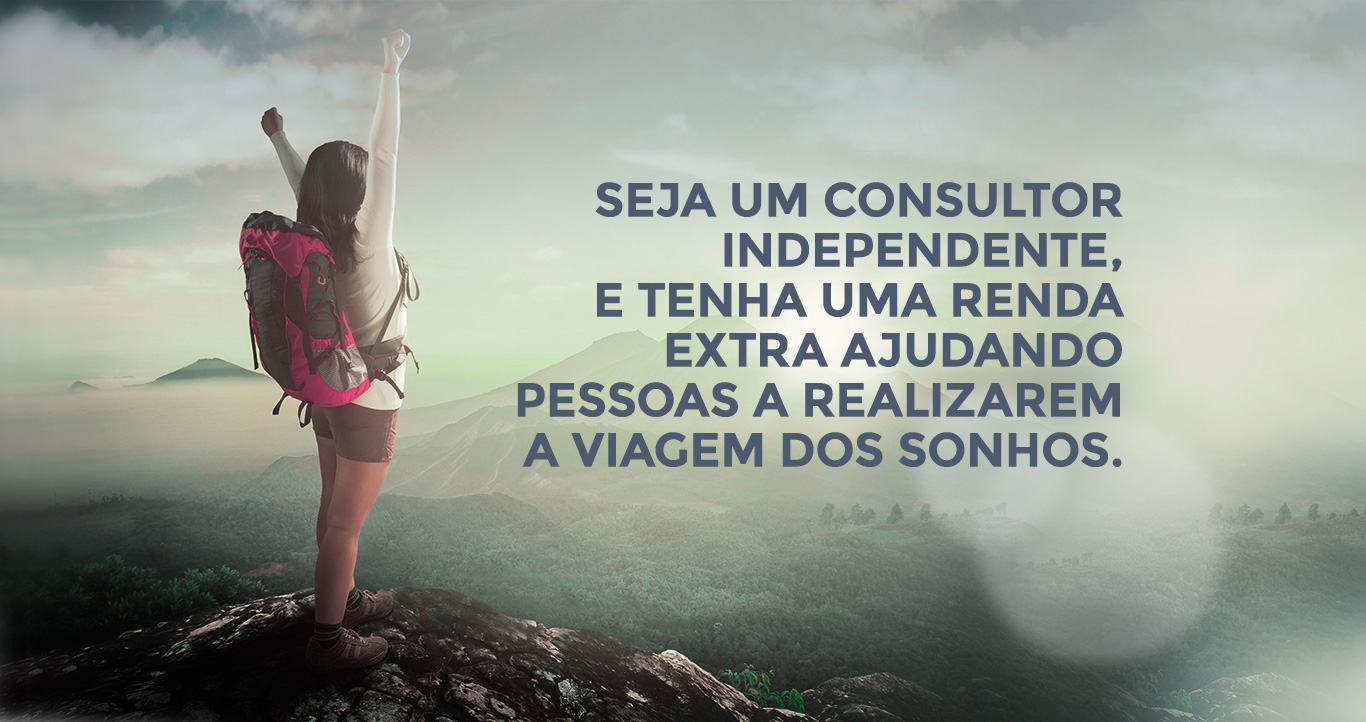 SEJA UM CONSULTOR
INDEPENDENTE,
E TENHA UMA RENDA
EXTRA AJUDANDO
PESSOAS A REALIZAREM
A VIAGEM DOS SONHOS.